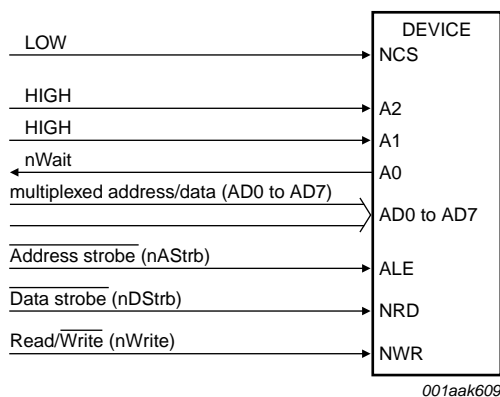 DEVICE
LOW
NCS
HIGH
A2
HIGH
A1
nWait
A0
multiplexed address/data (AD0 to AD7)
AD0 to AD7
Address strobe (nAStrb)
ALE
Data strobe (nDStrb)
NRD
Read/Write (nWrite)
NWR
001aak609